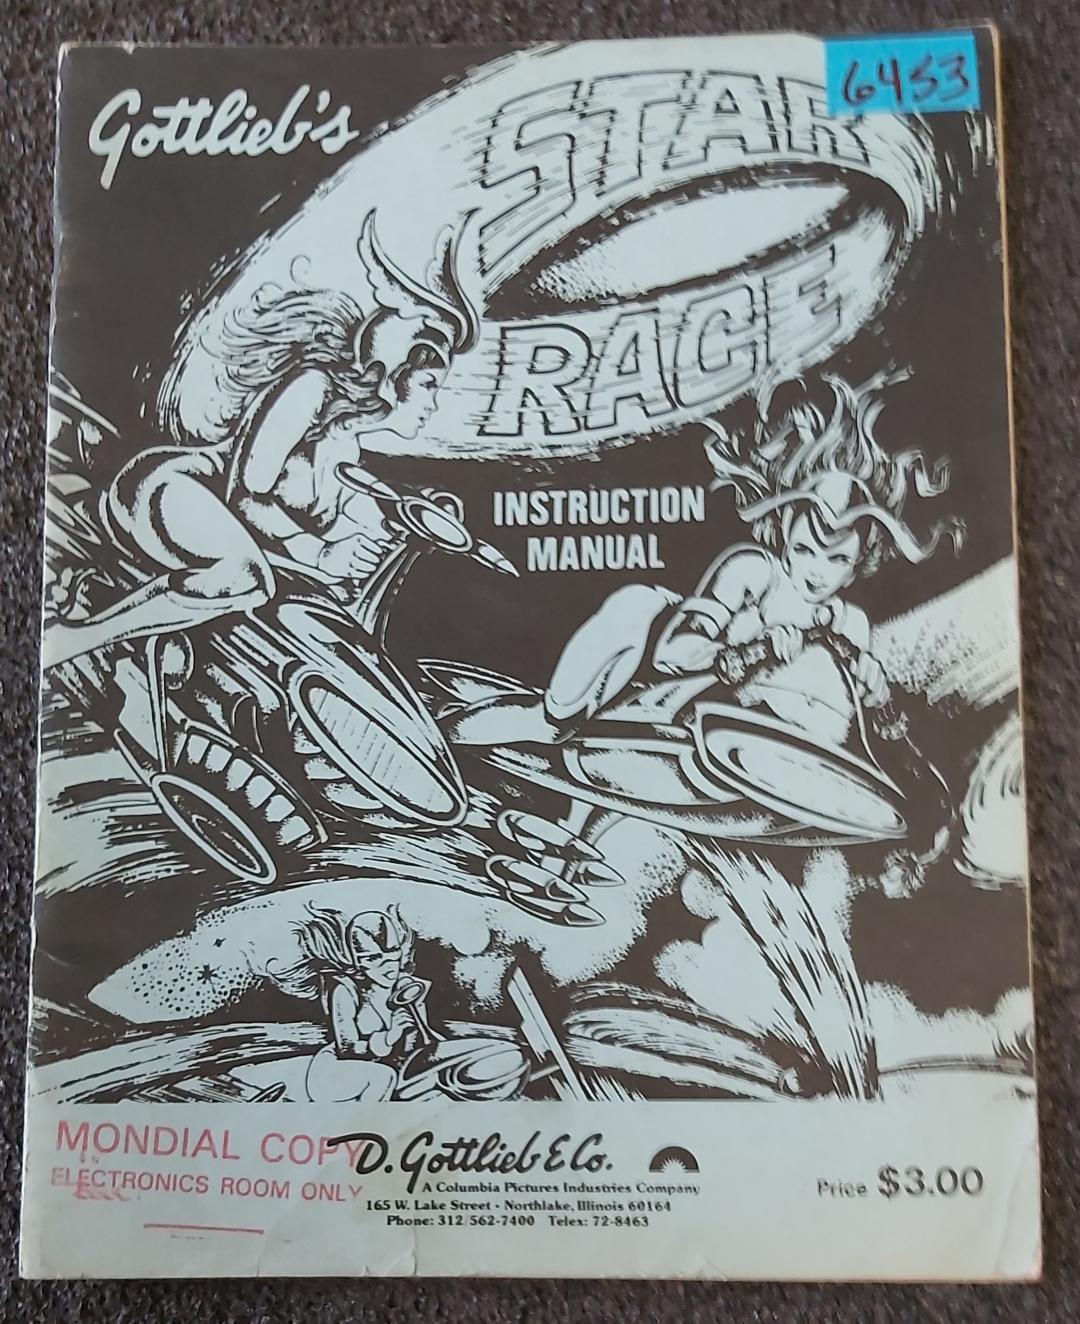 6453
Gottlieb's
STAR
RACE
INSTRUCTION
MANUAL
MONDIAL COPY
ELECTRONICS ROOM ONLY
D. Gottlieb & Co.
A Columbia Pictures Industries Company
165 W. Lake Street • Northlake, Illinois 60164
Phone: 312/562-7400 Telex: 72-8463
Price $3.00